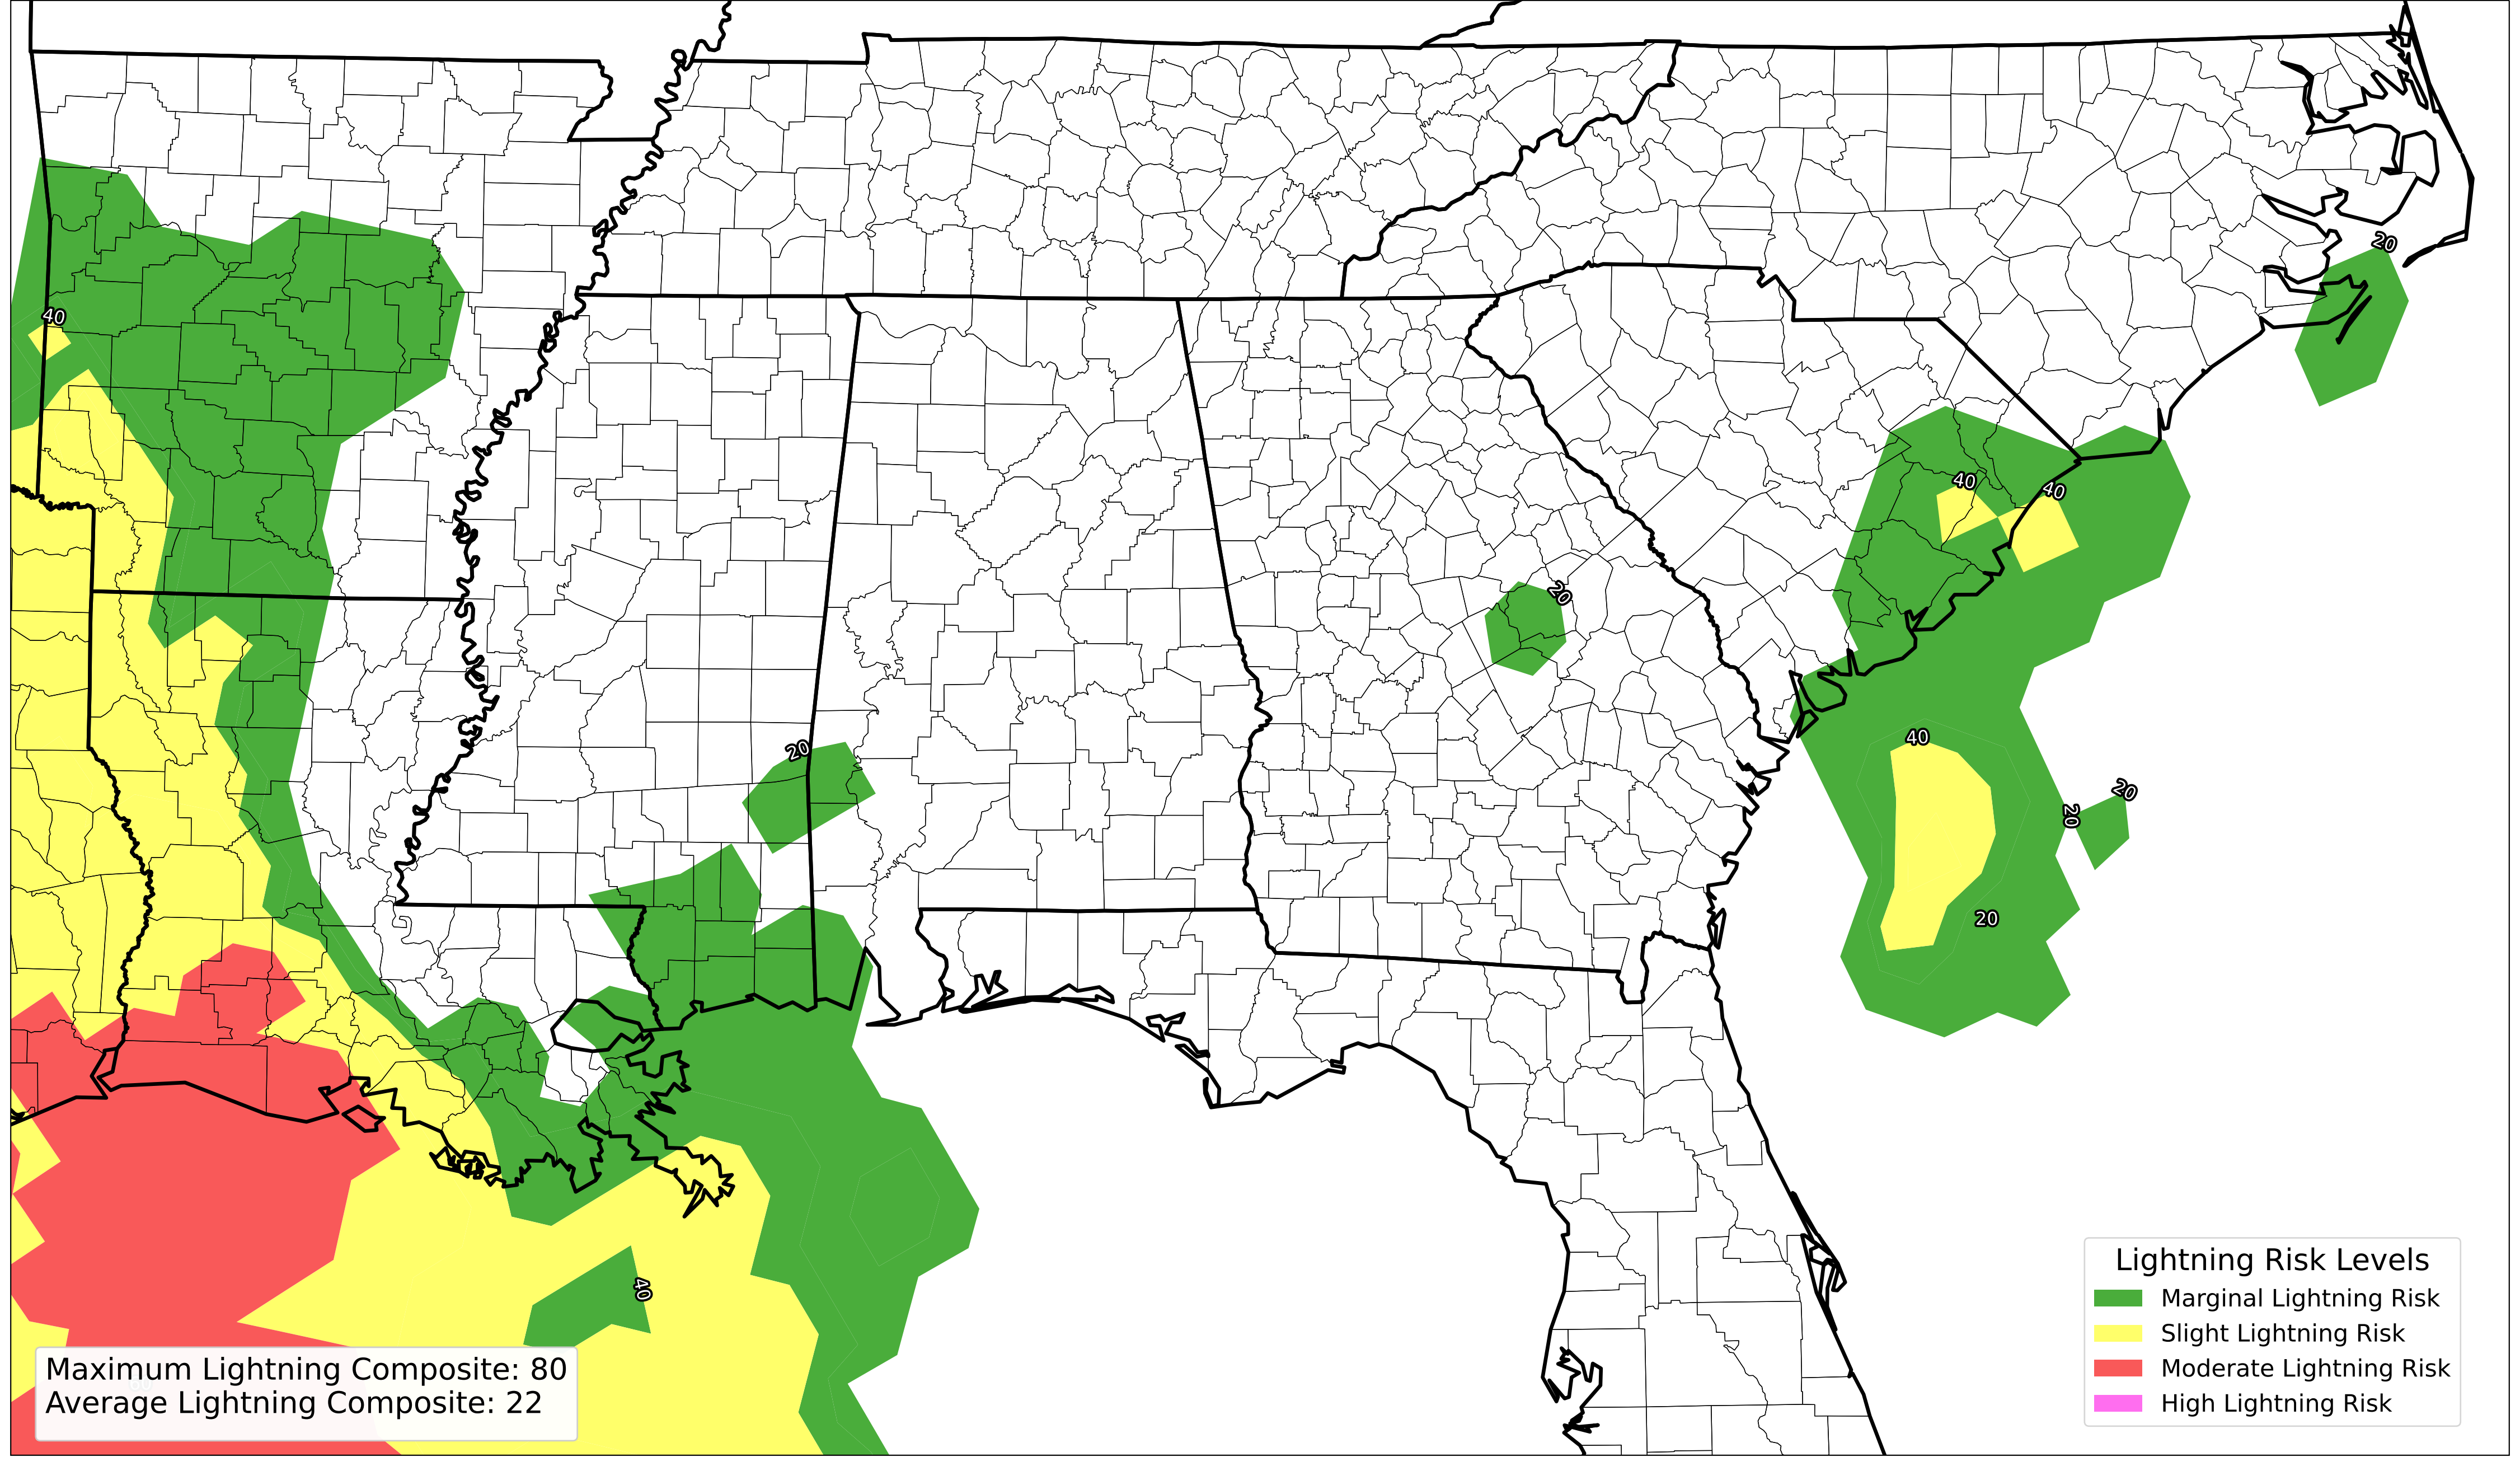 20
40
40
40
20
20
40
20
20
20
40
Maximum Lightning Composite: 80
Average Lightning Composite: 22
Lightning Risk Levels
Marginal Lightning Risk
Slight Lightning Risk
Moderate Lightning Risk
High Lightning Risk